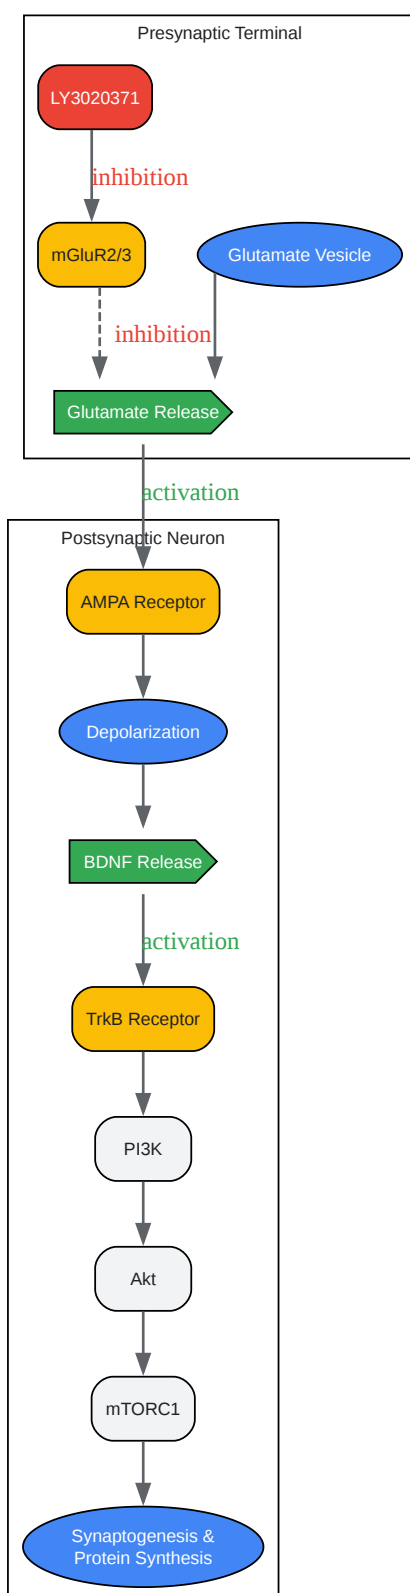 Presynaptic Terminal
LY3020371
inhibition
mGluR2/3
Glutamate Vesicle
inhibition
Glutamate Release
activation
Postsynaptic Neuron
AMPA Receptor
Depolarization
BDNF Release
activation
TrkB Receptor
PI3K
Akt
mTORC1
Synaptogenesis &
Protein Synthesis